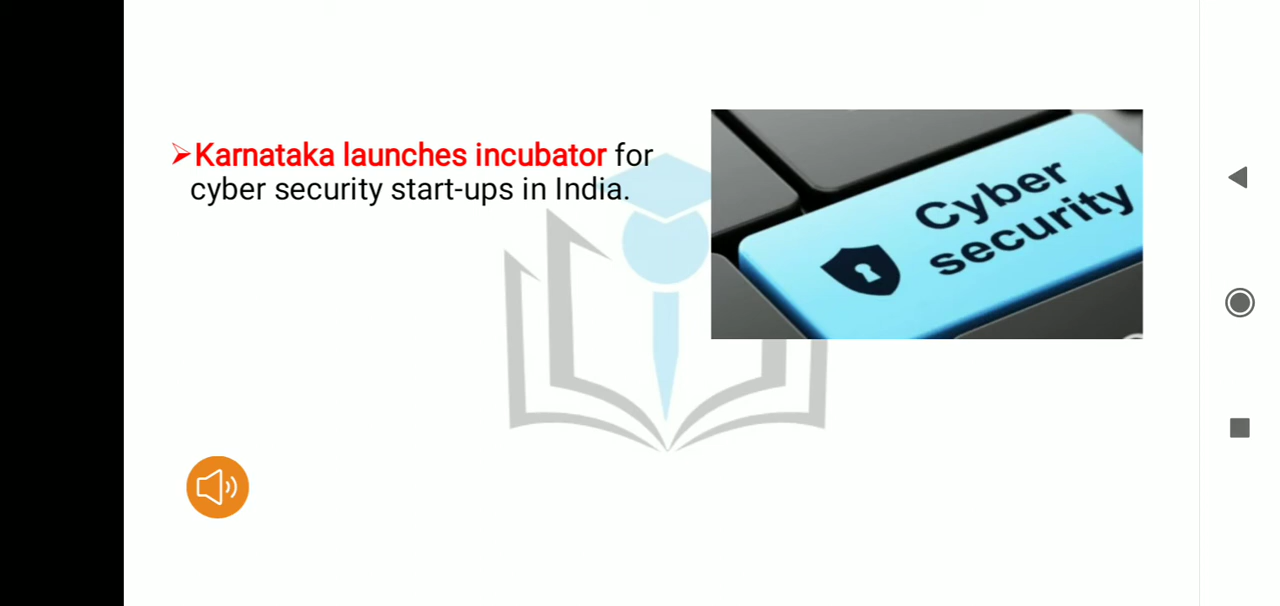 ➤Karnataka launches incubator for
cyber security start-ups in India.
Cyber
security